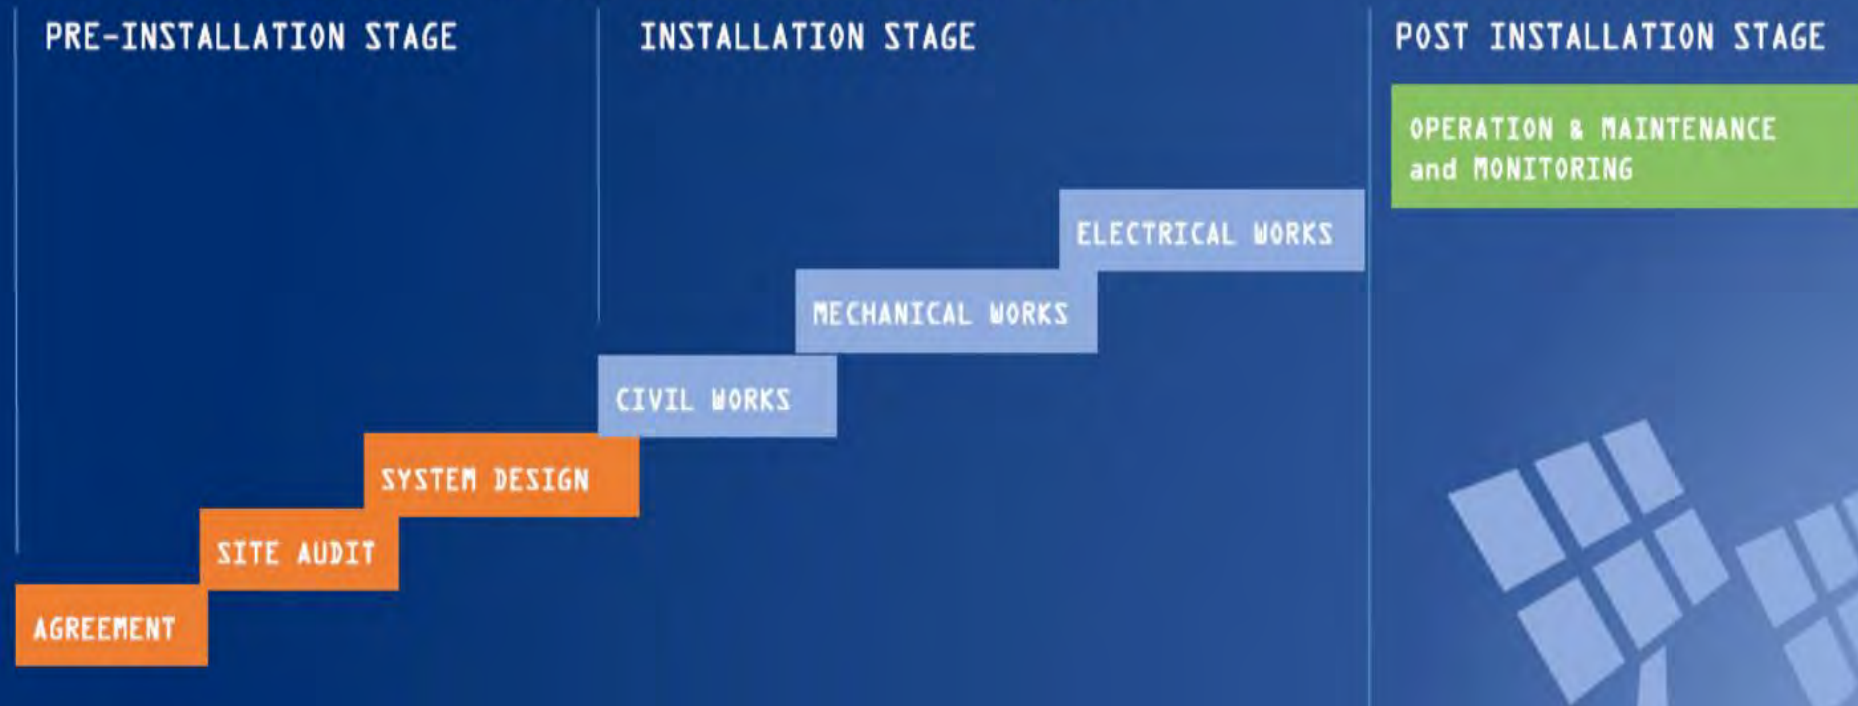 PRE-INSTALLATION STAGE
INSTALLATION STAGE
POST INSTALLATION STAGE
OPERATION & MAINTENANCE
and MONITORING
ELECTRICAL WORKS
MECHANICAL WORKS
CIVIL WORKS
SYSTEM DESIGN
SITE AUDIT
AGREEMENT